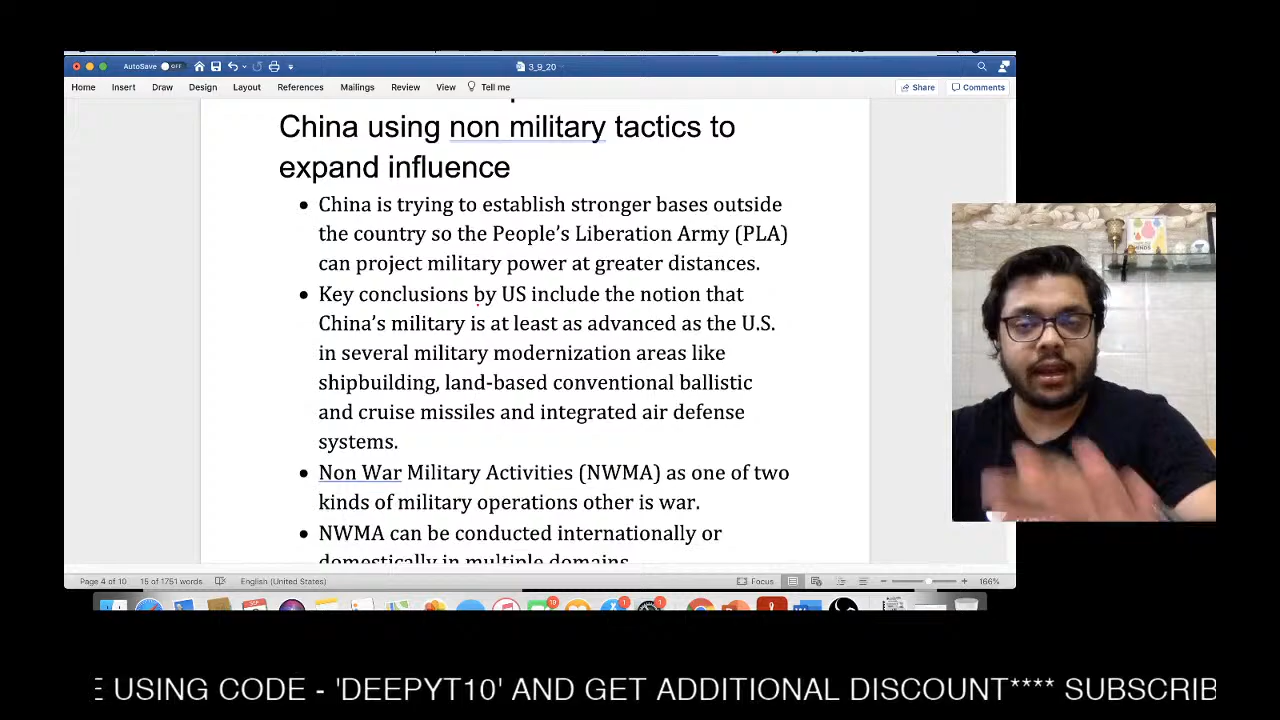 AutoSave OFF
3_9_20
Home Insert Draw Design Layout References Mailings Review View Tell me Share Comments
China using non military tactics to
expand influence
• China is trying to establish stronger bases outside
the country so the People's Liberation Army (PLA)
can project military power at greater distances.
• Key conclusions by US include the notion that
China's military is at least as advanced as the U.S.
in several military modernization areas like
shipbuilding, land-based conventional ballistic
and cruise missiles and integrated air defense
systems.
• Non War Military Activities (NWMA) as one of two
kinds of military operations other is war.
• NWMA can be conducted internationally or
domestically in multiple domains.
Page 4 of 10 15 of 1751 words English (United States) Focus 166%
E USING CODE - 'DEEPYT10' AND GET ADDITIONAL DISCOUNT**** SUBSCRIB